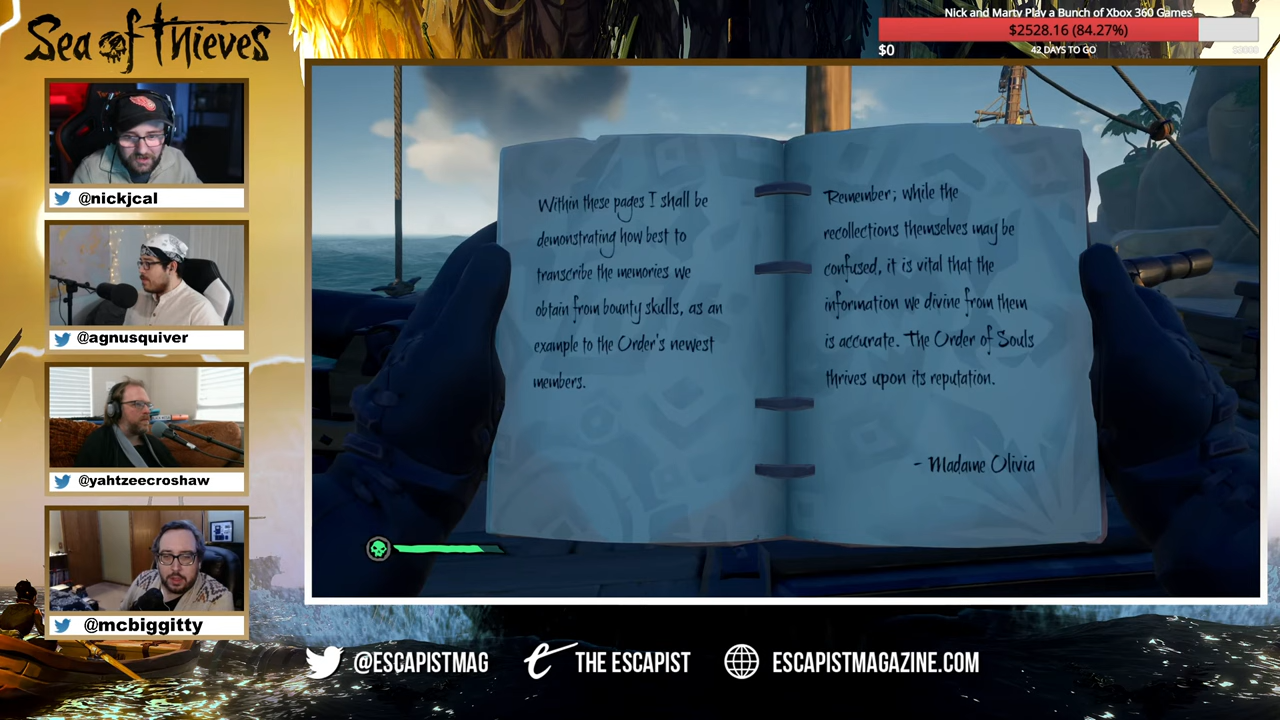 Sea of Thieves
@nickjcal
@agnusquiver
@yahtzeecroshaw
@mcbiggitty
Nick and Marty Play a Bunch of Xbox 360 Games
$2528.16 (84.27%)
$0
42 DAYS TO GO
Within these pages I shall be
demonstrating how best to
transcribe the memories we
obtain from bounty skulls, as an
example to the Order's newest
members.
Remember; while the
recollections themselves may be
confused, it is vital that the
information we divine from them
is accurate. The Order of Souls
thrives upon its reputation.
- Madame Olivia
@ESCAPISTMAG
THE ESCAPIST
ESCAPISTMAGAZINE.COM